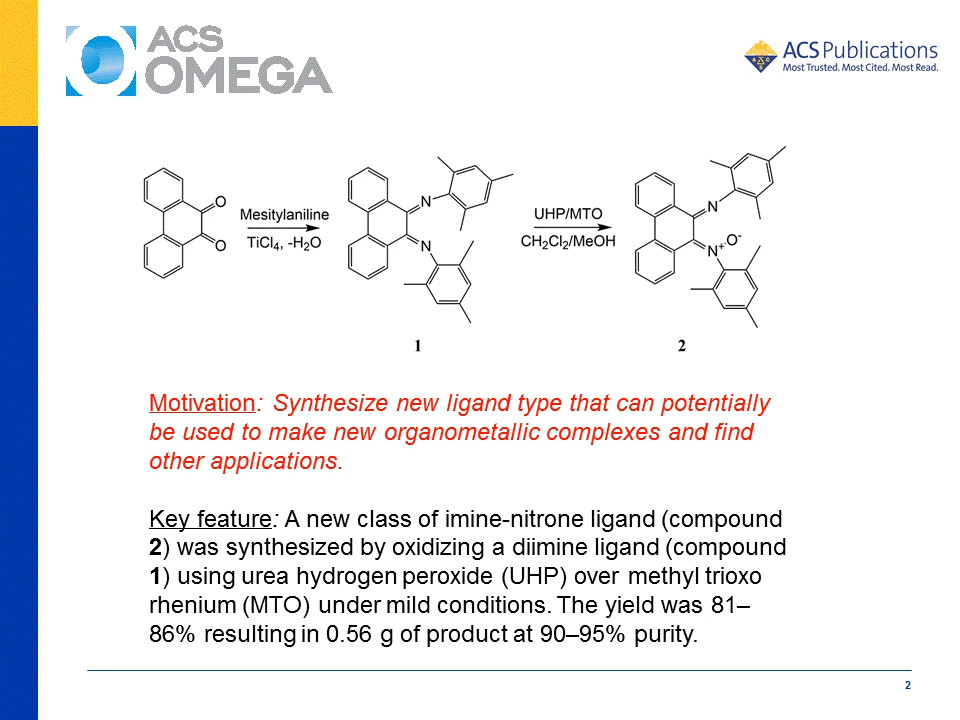 ACS
OMEGA
ACS Publications
Most Trusted. Most Cited. Most Read.
O
O
Mesitylaniline
TiCl4, -H2O
N
N
1
UHP/MTO
CH2Cl2/MeOH
N
N+
O-
2
Motivation: Synthesize new ligand type that can potentially
be used to make new organometallic complexes and find
other applications.
Key feature: A new class of imine-nitrone ligand (compound
2) was synthesized by oxidizing a diimine ligand (compound
1) using urea hydrogen peroxide (UHP) over methyl trioxo
rhenium (MTO) under mild conditions. The yield was 81–
86% resulting in 0.56 g of product at 90–95% purity.
2